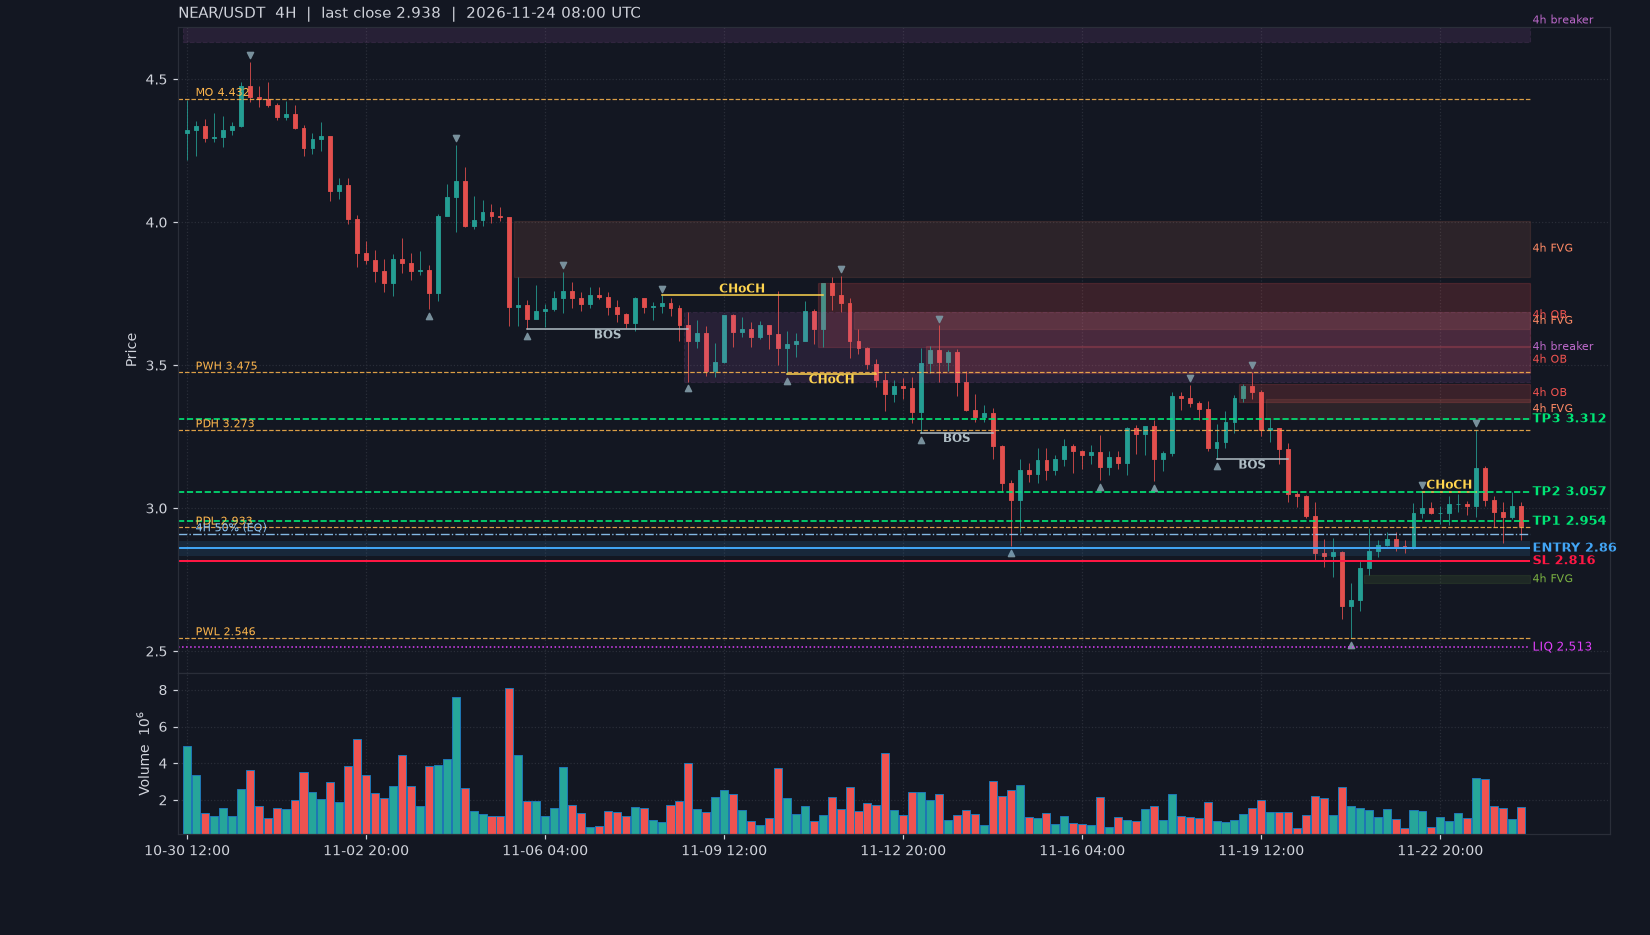 NEAR/USDT 4H | last close 2.938 | 2026-11-24 08:00 UTC
4h breaker
4.5
MO 4.432
4.0
4h FVG
CHoCH
4h OB
4h FVG
BOS
4h breaker
3.5
PWH 3.475
4h OB
CHoCH
4h OB
4h FVG
TP3 3.312
PDH 3.273
BOS
BOS
CHoCH
TP2 3.057
3.0
PDL 2.933
TP1 2.954
4H 50% (EQ)
ENTRY 2.86
SL 2.816
4h FVG
PWL 2.546
2.5
LIQ 2.513
Price
8
6
4
2
Volume 10⁶
10-30 12:00
11-02 20:00
11-06 04:00
11-09 12:00
11-12 20:00
11-16 04:00
11-19 12:00
11-22 20:00